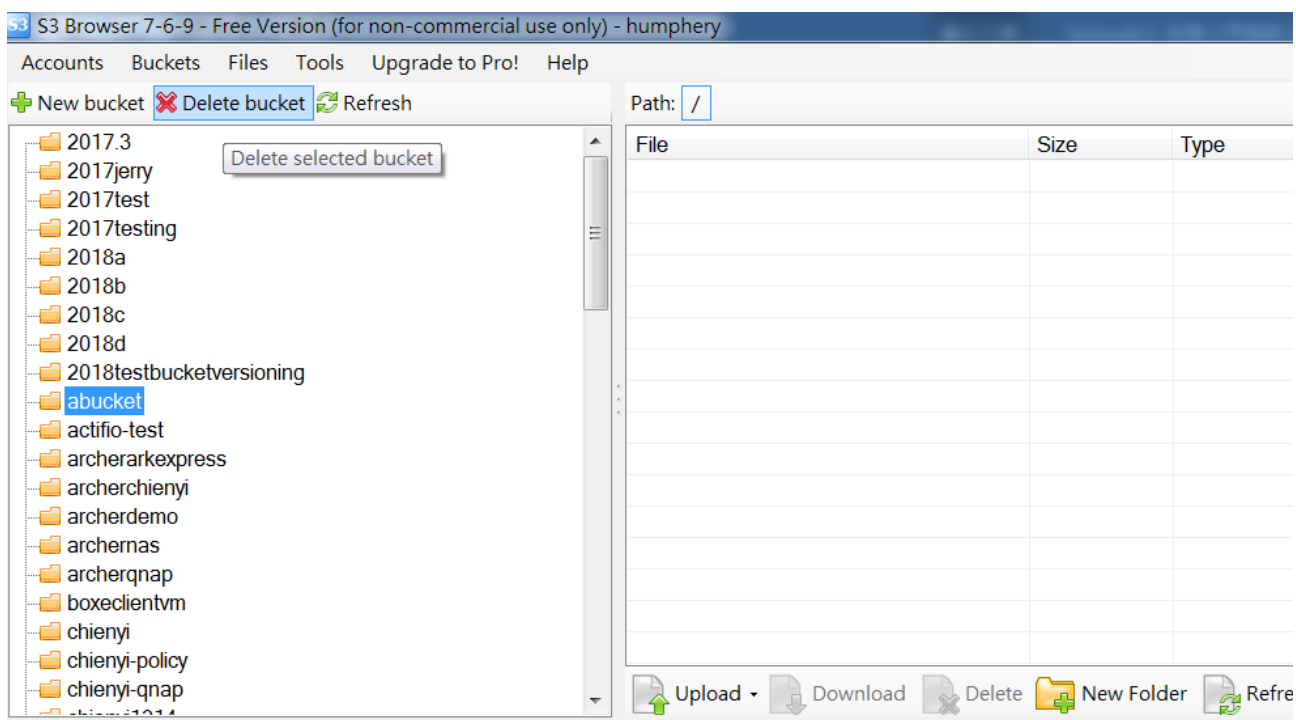 S3 S3 Browser 7-6-9 - Free Version (for non-commercial use only) - humphery
Accounts Buckets Files Tools Upgrade to Pro! Help
New bucket Delete bucket Refresh
Delete selected bucket
2017.3
2017jerry
2017test
2017testing
2018a
2018b
2018c
2018d
2018testbucketversioning
abucket
actifio-test
archerarkexpress
archerchienyi
archerdemo
archernas
archerqnap
boxeclientvm
chienyi
chienyi-policy
chienyi-qnap
Path: /
File Size Type
Upload Download Delete New Folder Refre